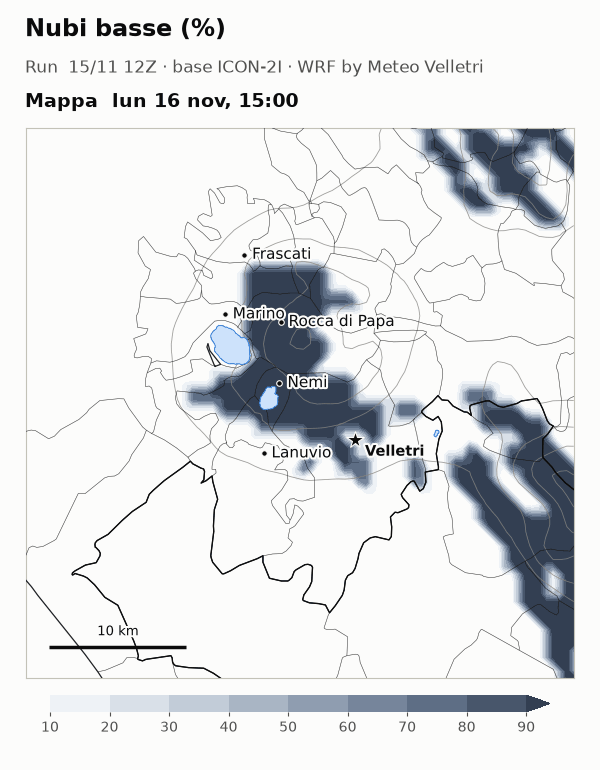 Nubi basse (%)
Run  15/11 12Z · base ICON-2I · WRF by Meteo Velletri
Mappa  lun 16 nov, 15:00
Frascati
Marino
Rocca di Papa
Nemi
Velletri
Lanuvio
10 km
10 20 30 40 50 60 70 80 90